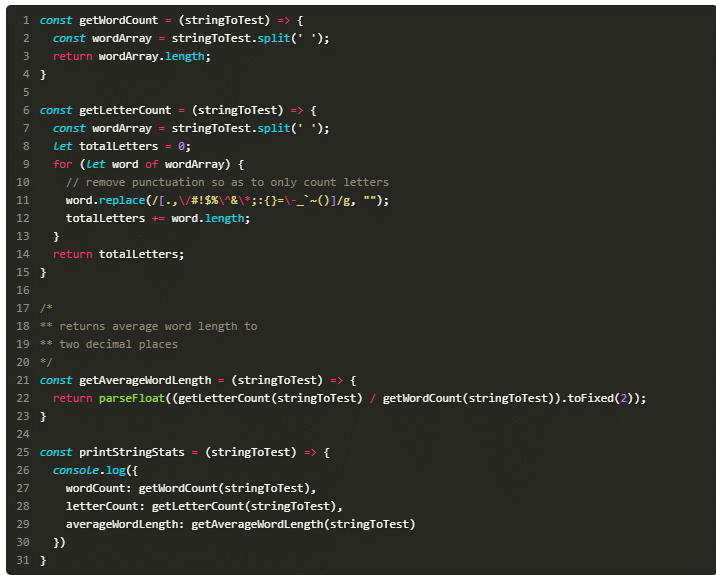 1 const getWordCount = (stringToTest) => {
2   const wordArray = stringToTest.split(' ');
3   return wordArray.length;
4 }
5
6 const getLetterCount = (stringToTest) => {
7   const wordArray = stringToTest.split(' ');
8   let totalLetters = 0;
9   for (let word of wordArray) {
10     // remove punctuation so as to only count letters
11     word.replace(/[.,\/#!$%\^&\*;:{}=\-_`~()]/g, "");
12     totalLetters += word.length;
13   }
14   return totalLetters;
15 }
16
17 /*
18 ** returns average word length to
19 ** two decimal places
20 */
21 const getAverageWordLength = (stringToTest) => {
22   return parseFloat((getLetterCount(stringToTest) / getWordCount(stringToTest)).toFixed(2));
23 }
24
25 const printStringStats = (stringToTest) => {
26   console.log({
27     wordCount: getWordCount(stringToTest),
28     letterCount: getLetterCount(stringToTest),
29     averageWordLength: getAverageWordLength(stringToTest)
30   })
31 }